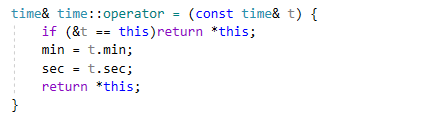 time& time::operator = (const time& t) {
    if (&t == this)return *this;
    min = t.min;
    sec = t.sec;
    return *this;
}